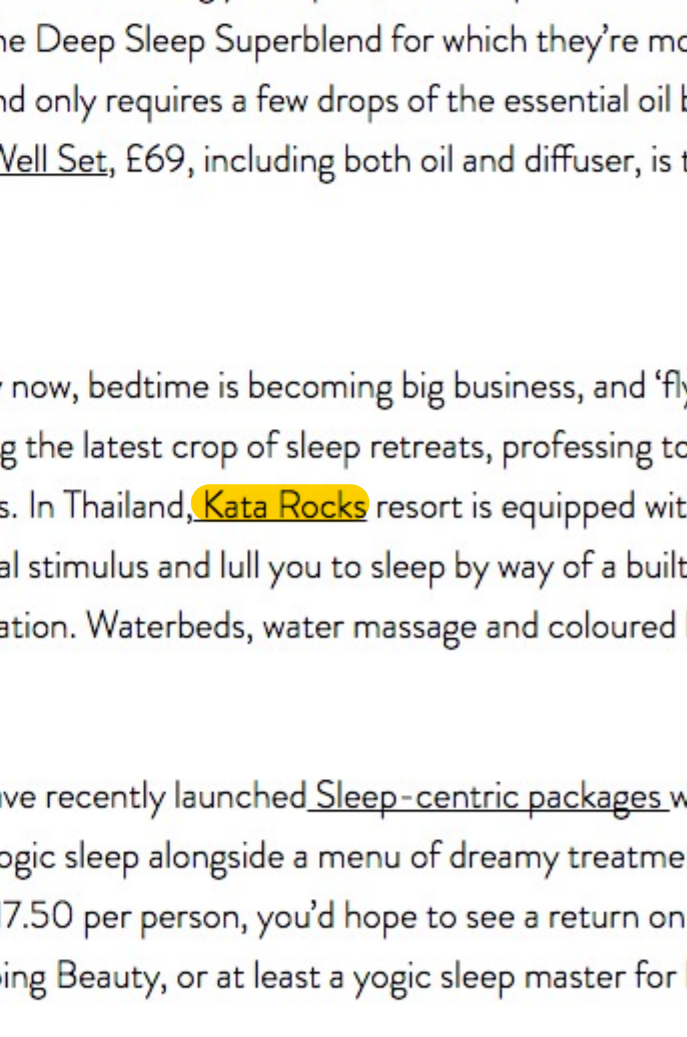 ne Deep Sleep Superblend for which they're mo
nd only requires a few drops of the essential oil b
Well Set, £69, including both oil and diffuser, is t
now, bedtime is becoming big business, and ‘fly
g the latest crop of sleep retreats, professing to
s. In Thailand, Kata Rocks resort is equipped wit
al stimulus and lull you to sleep by way of a built
ation. Waterbeds, water massage and coloured
ve recently launched Sleep-centric packages w
ogic sleep alongside a menu of dreamy treatme
17.50 per person, you'd hope to see a return on
ing Beauty, or at least a yogic sleep master for